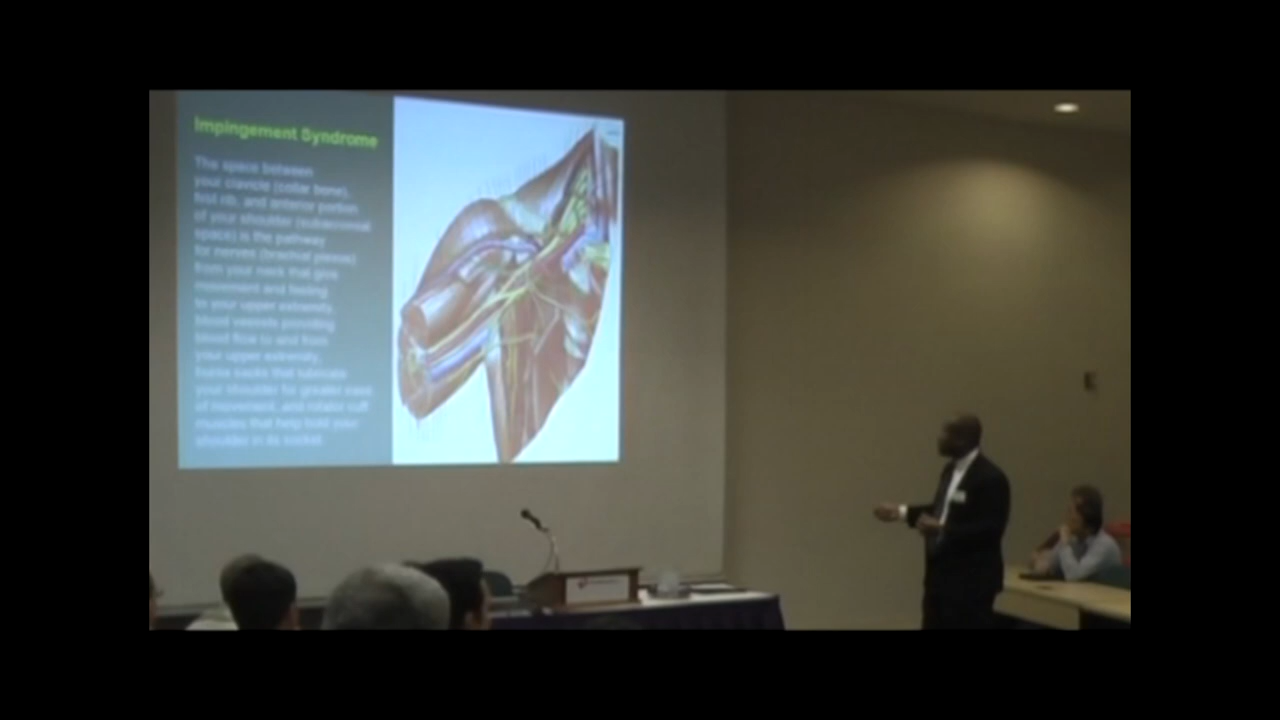 Impingement Syndrome
The space between
your clavicle (collar bone),
first rib, and anterior portion
of your shoulder (subacromial
space) is the pathway
for nerves (brachial plexus)
from your neck that give
movement and feeling
to your upper extremity,
blood vessels providing
blood flow to and from
your upper extremity,
bursa sacks that lubricate
your shoulder for greater ease
of movement, and rotator cuff
muscles that help hold your
shoulder in its socket.